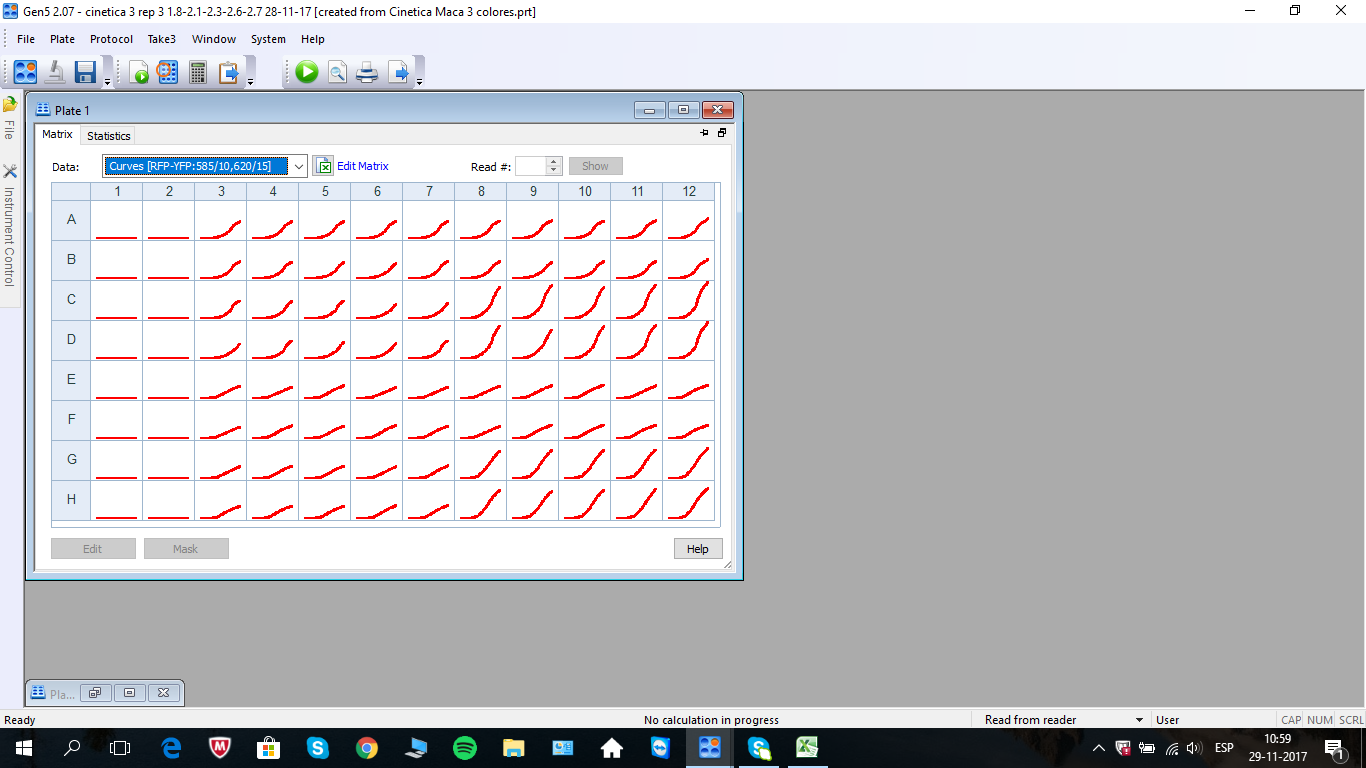 Gen5 2.07 - cinetica 3 rep 3 1.8-2.1-2.3-2.6-2.7 28-11-17 [created from Cinetica Maca 3 colores.prt]
File Plate Protocol Take3 Window System Help
File
Instrument Control
Plate 1
Matrix Statistics
Data: Curves [RFP-YFP:585/10,620/15] Edit Matrix Read #: Show
1 2 3 4 5 6 7 8 9 10 11 12
A
B
C
D
E
F
G
H
Edit Mask Help
Pla...
Ready No calculation in progress Read from reader User CAP NUM SCRL
ESP 10:59
29-11-2017 1